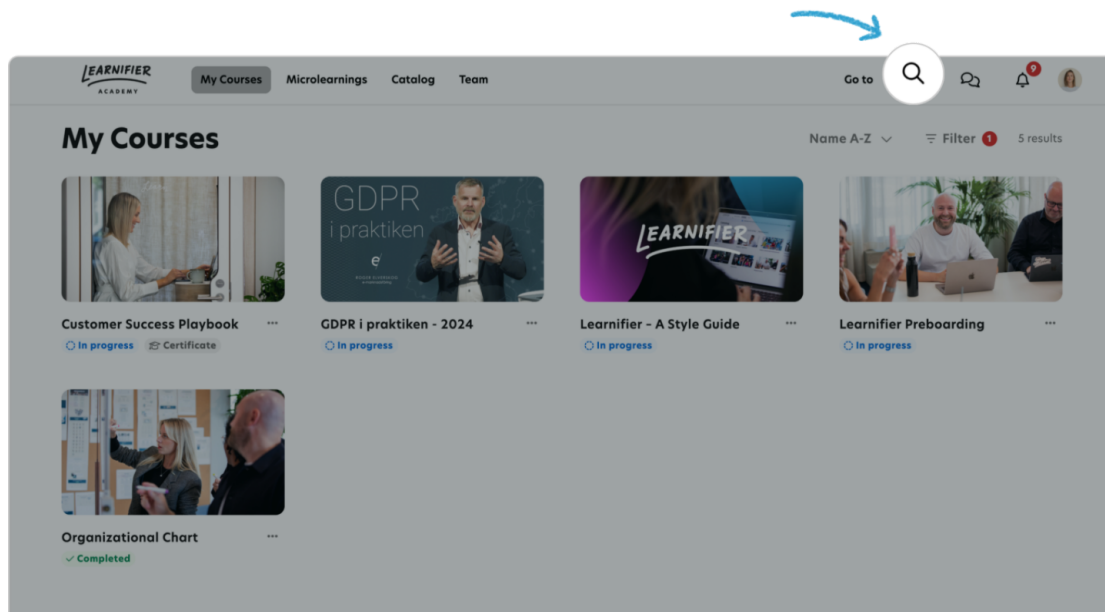 LEARNIFIER
ACADEMY
My Courses
Microlearnings
Catalog
Team
Go to
9
My Courses
Name A-Z
Filter 1
5 results
GDPR
i praktiken
LEARNIFIER
Customer Success Playbook
In progress
Certificate
GDPR i praktiken - 2024
In progress
Learnifier – A Style Guide
In progress
Learnifier Preboarding
In progress
Organizational Chart
Completed